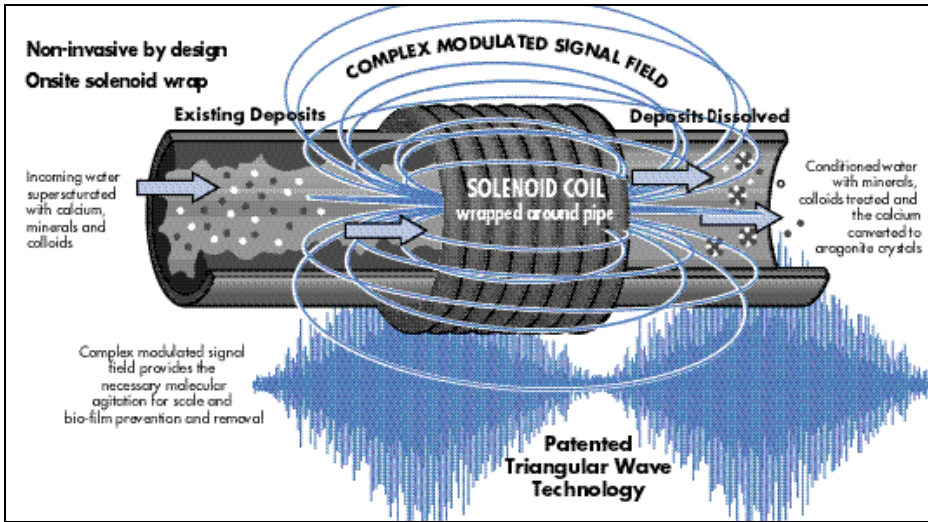 Non-invasive by design
Onsite solenoid wrap
COMPLEX MODULATED SIGNAL FIELD
Existing Deposits
Deposits Dissolved
Incoming water
supersaturated
with calcium,
minerals and
colloids
SOLENOID COIL
wrapped around pipe
Conditioned water
with minerals,
colloids treated and
the calcium
converted to
aragonite crystals
Complex modulated signal
field provides the
necessary molecular
agitation for scale and
bio-film prevention and removal
Patented
Triangular Wave
Technology